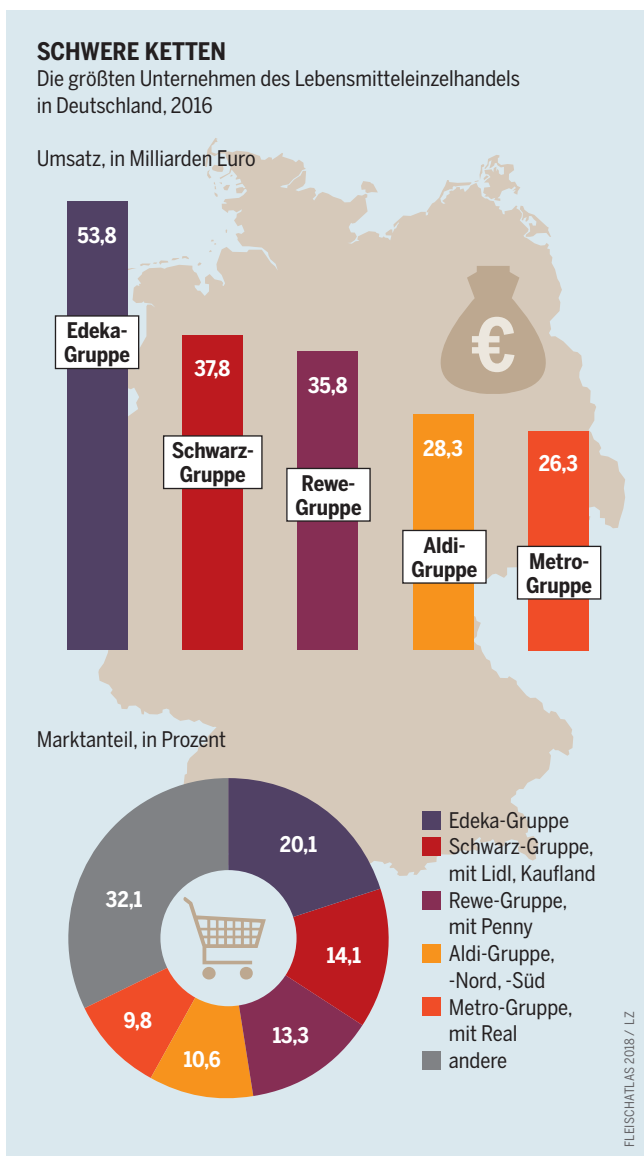 SCHWERE KETTEN
Die größten Unternehmen des Lebensmitteleinzelhandels
in Deutschland, 2016
Umsatz, in Milliarden Euro
53,8
Edeka-
Gruppe
37,8
Schwarz-
Gruppe
35,8
Rewe-
Gruppe
28,3
Aldi-
Gruppe
26,3
Metro-
Gruppe
€
Marktanteil, in Prozent
20,1
14,1
13,3
10,6
9,8
32,1
Edeka-Gruppe
Schwarz-Gruppe,
mit Lidl, Kaufland
Rewe-Gruppe,
mit Penny
Aldi-Gruppe,
-Nord, -Süd
Metro-Gruppe,
mit Real
andere
FLEISCHATLAS 2018 / LZ